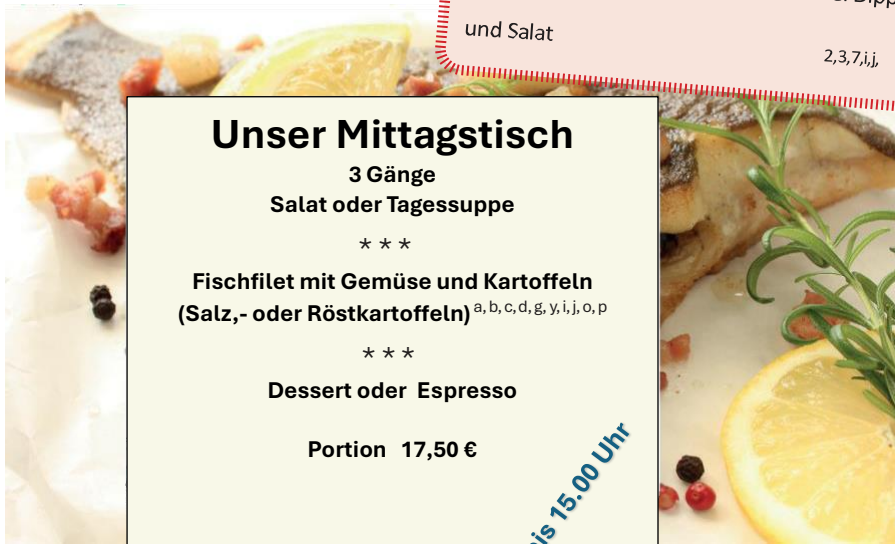 und Salat
2,3,7,i,j,
Unser Mittagstisch
3 Gänge
Salat oder Tagessuppe
* * *
Fischfilet mit Gemüse und Kartoffeln
(Salz,- oder Röstkartoffeln) a, b, c, d, g, y, i, j, o, p
* * *
Dessert oder Espresso
Portion 17,50 €
15.00 Uhr